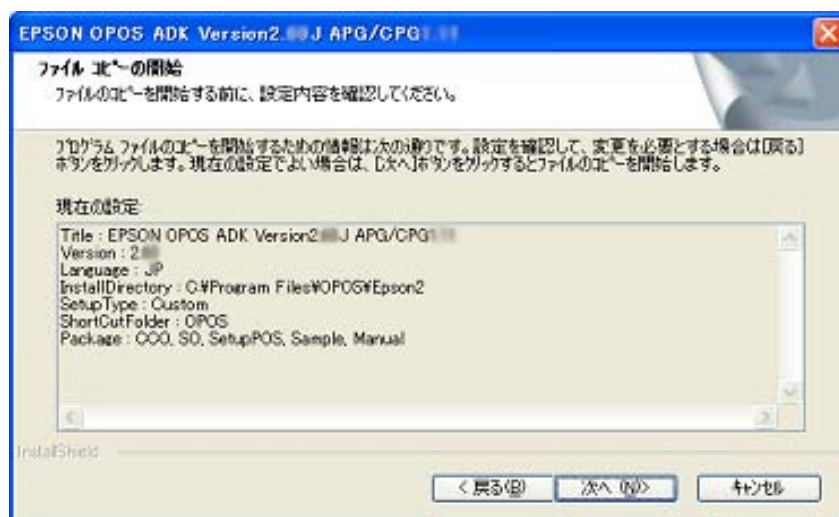 EPSON OPOS ADK Version2. J APG/CPG
ファイル コピーの開始
ファイルのコピーを開始する前に、設定内容を確認してください。
プログラム ファイルのコピーを開始するための情報は次の通りです。設定を確認して、変更を必要とする場合は[戻る]
ボタンをクリックします。現在の設定でよい場合は、[次へ]ボタンをクリックするとファイルのコピーを開始します。
現在の設定:
Title : EPSON OPOS ADK Version2. J APG/CPG
Version : 2.
Language : JP
InstallDirectory : C:¥Program Files¥OPOS¥Epson2
SetupType : Custom
ShortCutFolder : OPOS
Package : CCO, SO, SetupPOS, Sample, Manual
InstallShield
< 戻る(B)
次へ (N)>
キャンセル